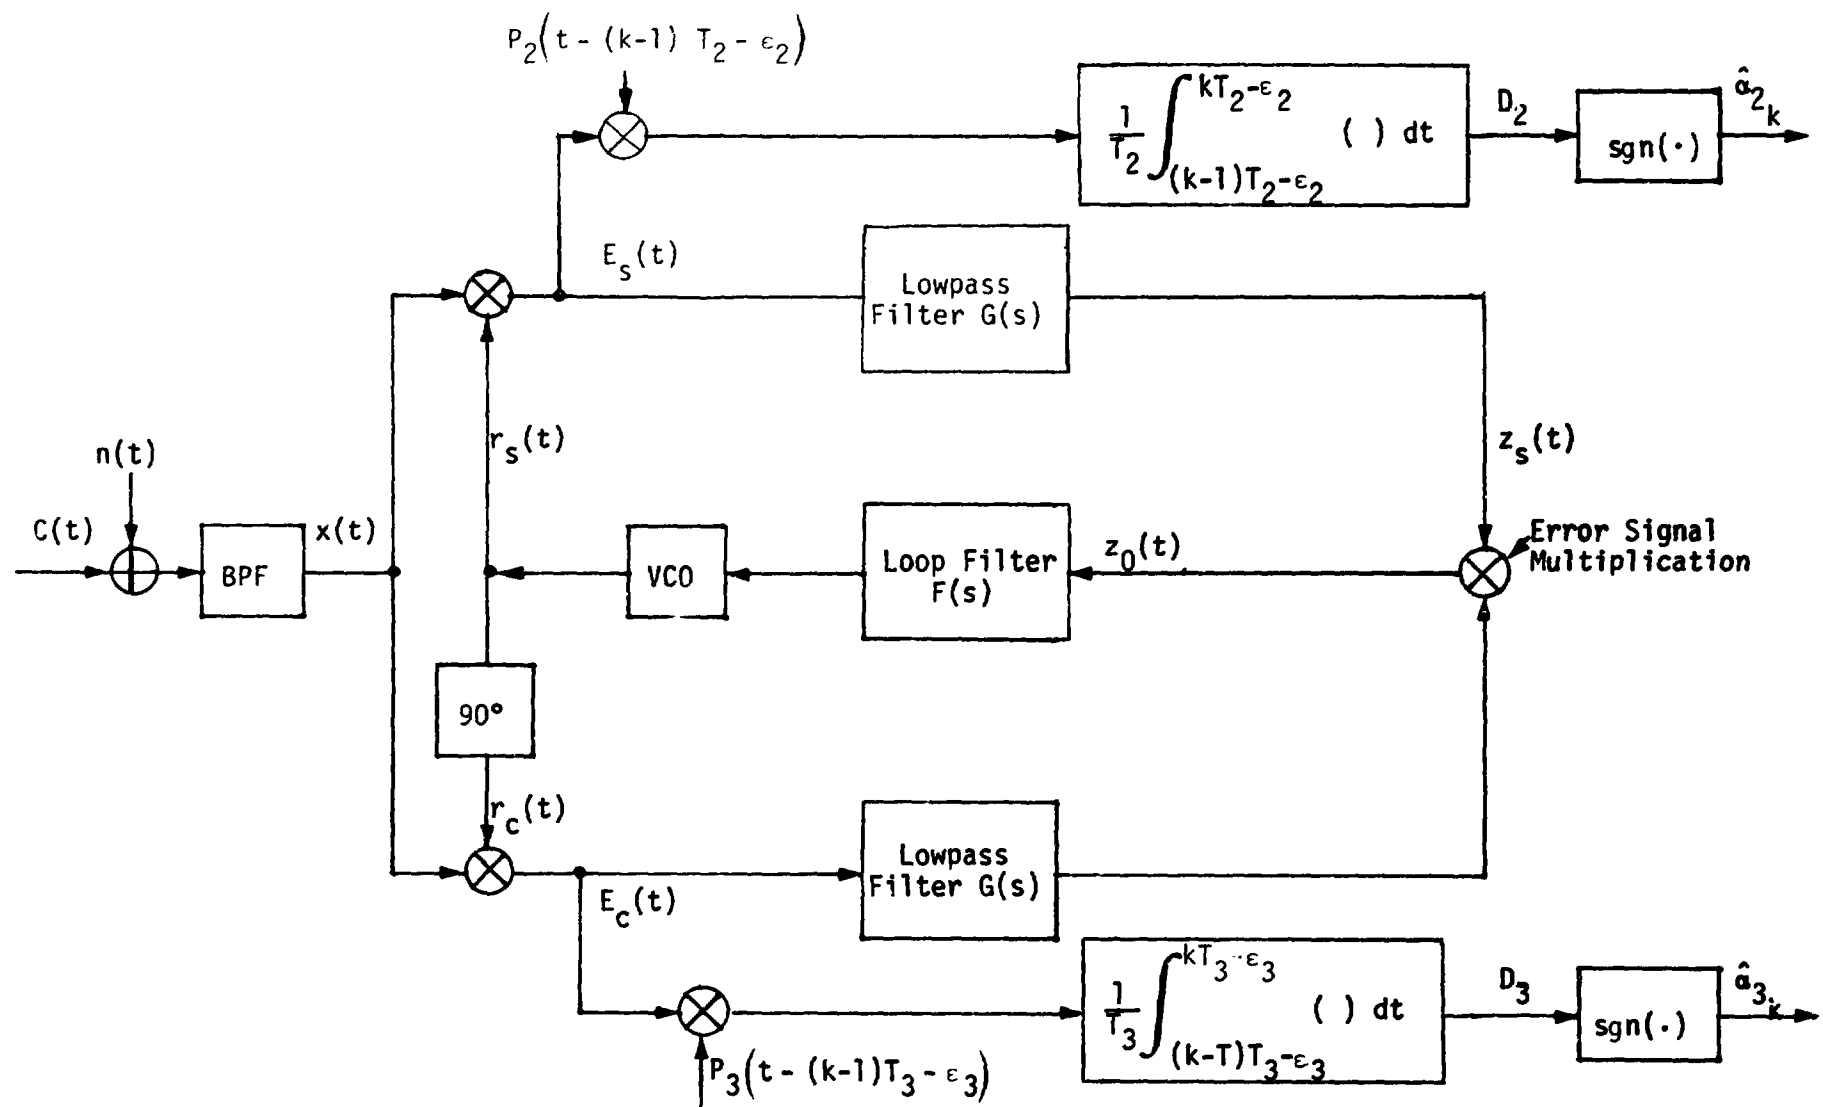 P₂(t - (k-1) T₂ - ε₂)
1/T₂ ∫ kT₂-ε₂ (k-1)T₂-ε₂ ( ) dt
D₂
sgn(·)
α̂₂ₖ
Eₛ(t)
Lowpass
Filter G(s)
rₛ(t)
zₛ(t)
n(t)
C(t)
BPF
x(t)
VCO
Loop Filter
F(s)
z₀(t)
Error Signal
Multiplication
90°
r_c(t)
E_c(t)
Lowpass
Filter G(s)
1/T₃ ∫ kT₃-ε₃ (k-T)T₃-ε₃ ( ) dt
D₃
sgn(·)
α̂₃ₖ
P₃(t - (k-1)T₃ - ε₃)